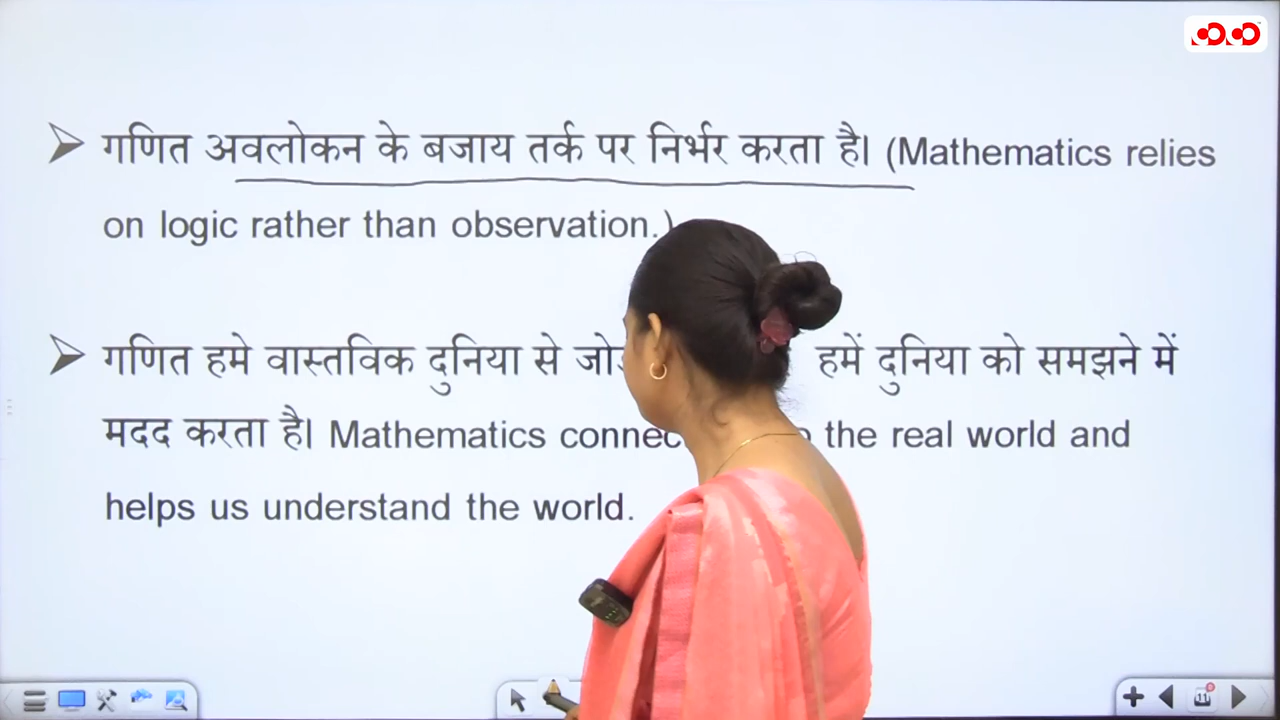 गणित अवलोकन के बजाय तर्क पर निर्भर करता है। (Mathematics relies
on logic rather than observation.)
गणित हमे वास्तविक दुनिया से हमें दुनिया को समझने में
मदद करता है। Mathematics the real world and
helps us understand the world.
11